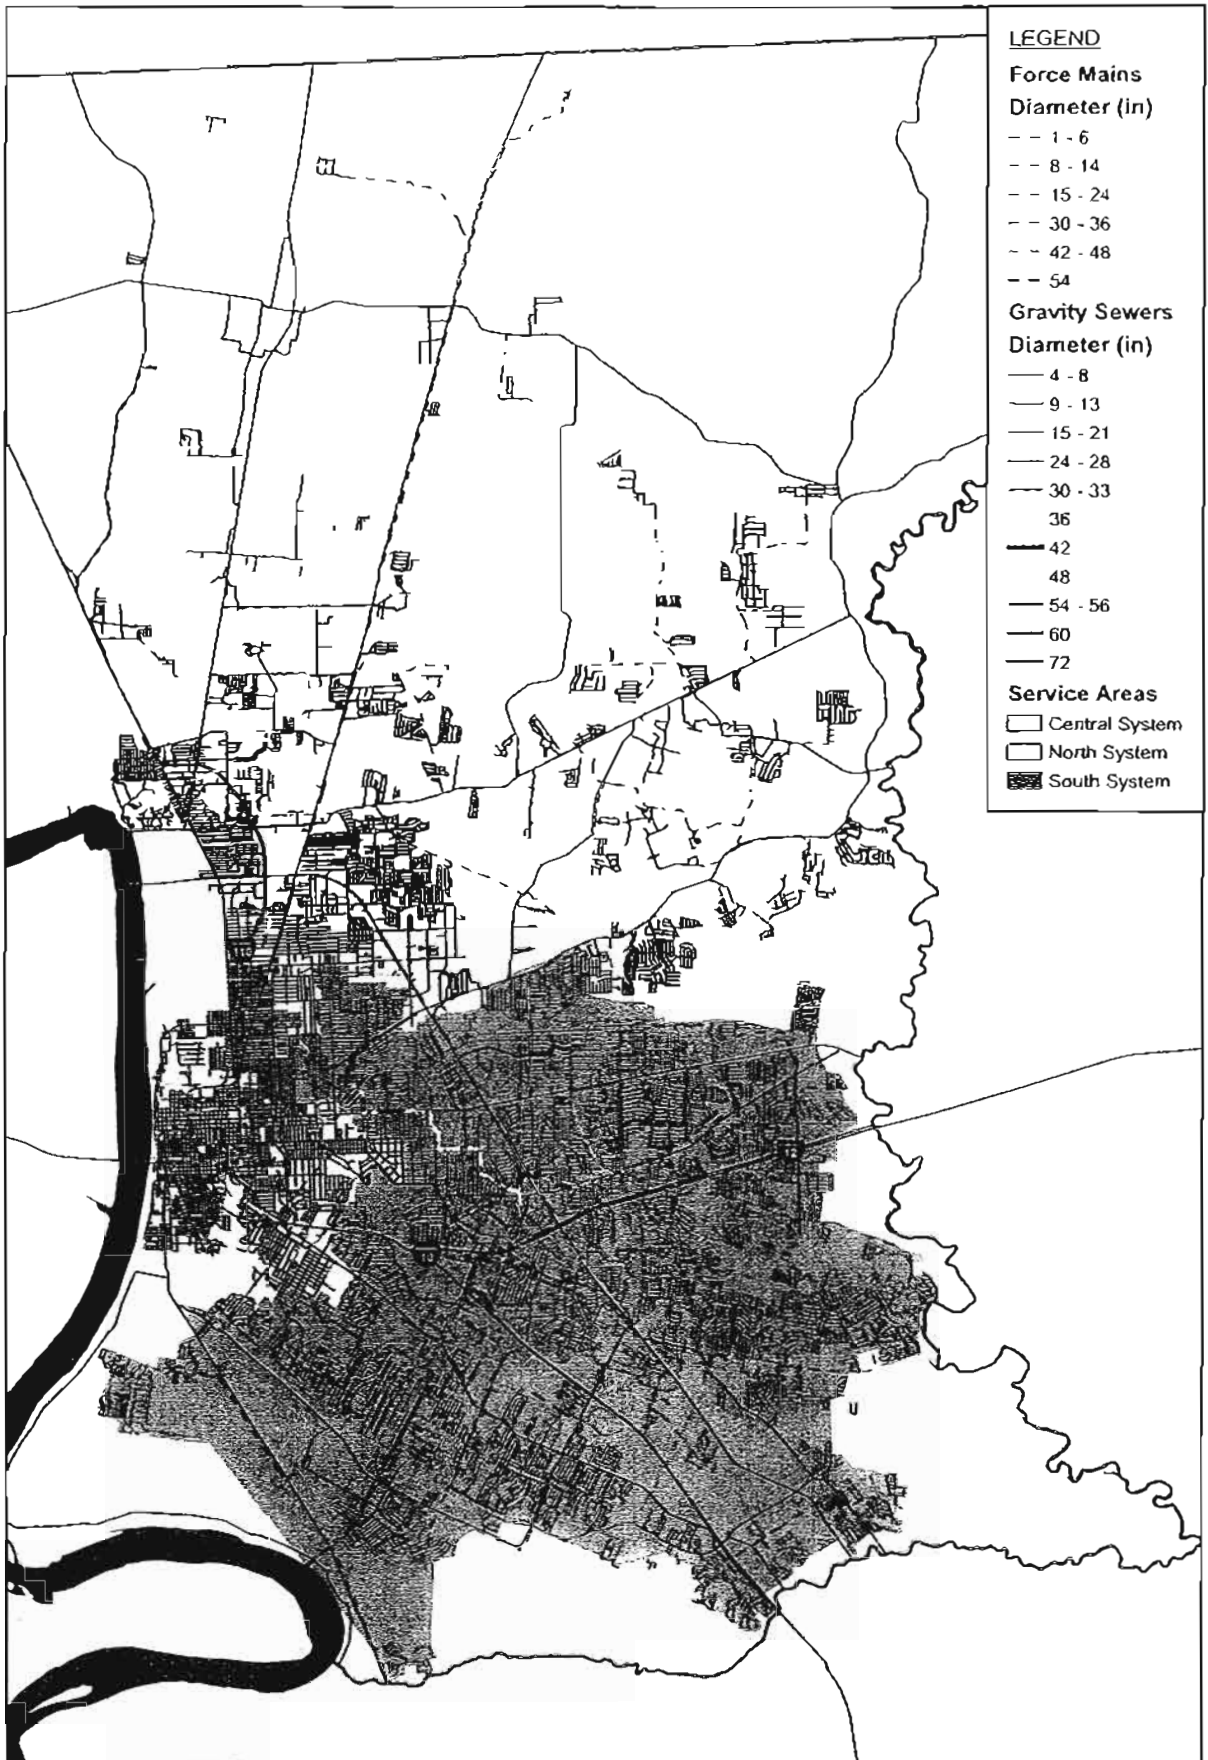 LEGEND
Force Mains
Diameter (in)
1 - 6
8 - 14
15 - 24
30 - 36
42 - 48
54
Gravity Sewers
Diameter (in)
4 - 8
9 - 13
15 - 21
24 - 28
30 - 33
36
42
48
54 - 56
60
72
Service Areas
Central System
North System
South System